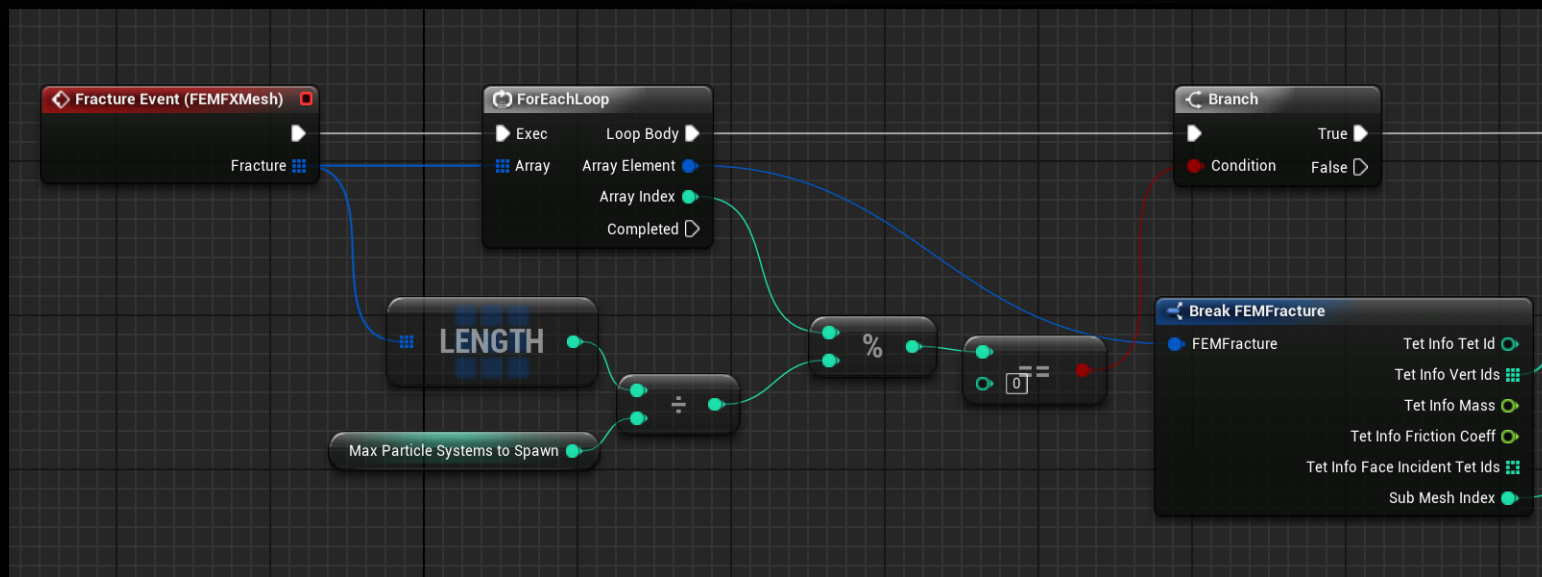 Fracture Event (FEMFXMesh)
Fracture
ForEachLoop
Exec
Loop Body
Array
Array Element
Array Index
Completed
Branch
True
Condition
False
LENGTH
÷
Max Particle Systems to Spawn
%
==
0
Break FEMFracture
FEMFracture
Tet Info Tet Id
Tet Info Vert Ids
Tet Info Mass
Tet Info Friction Coeff
Tet Info Face Incident Tet Ids
Sub Mesh Index